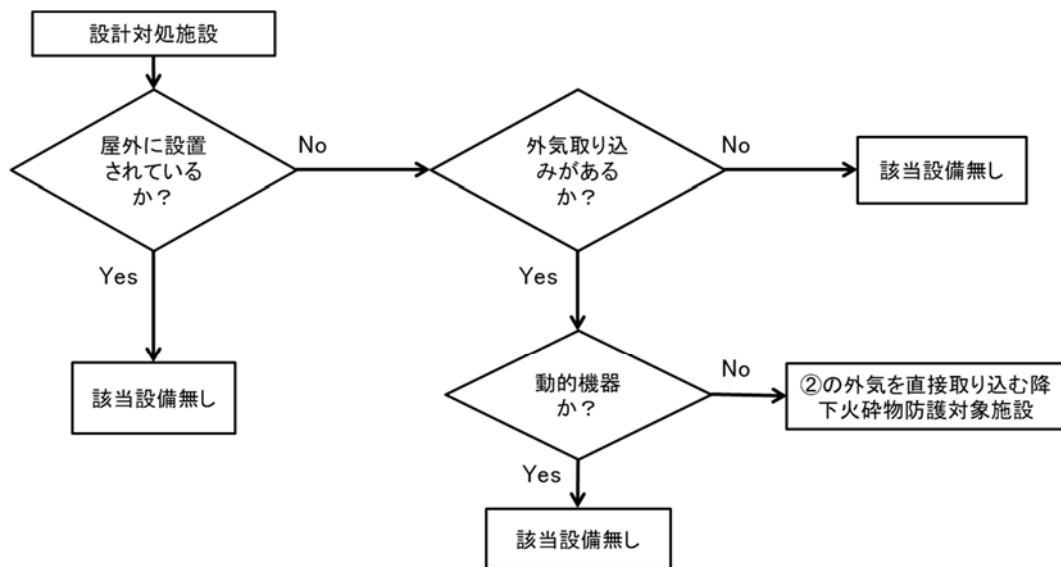 設計対処施設
屋外に設置
されている
か？
No
外気取り込
みがあるか？
No
該当設備無し
Yes
Yes
該当設備無し
動的機器
か？
No
②の外気を直接取り込む降
下火砕物防護対象施設
Yes
該当設備無し